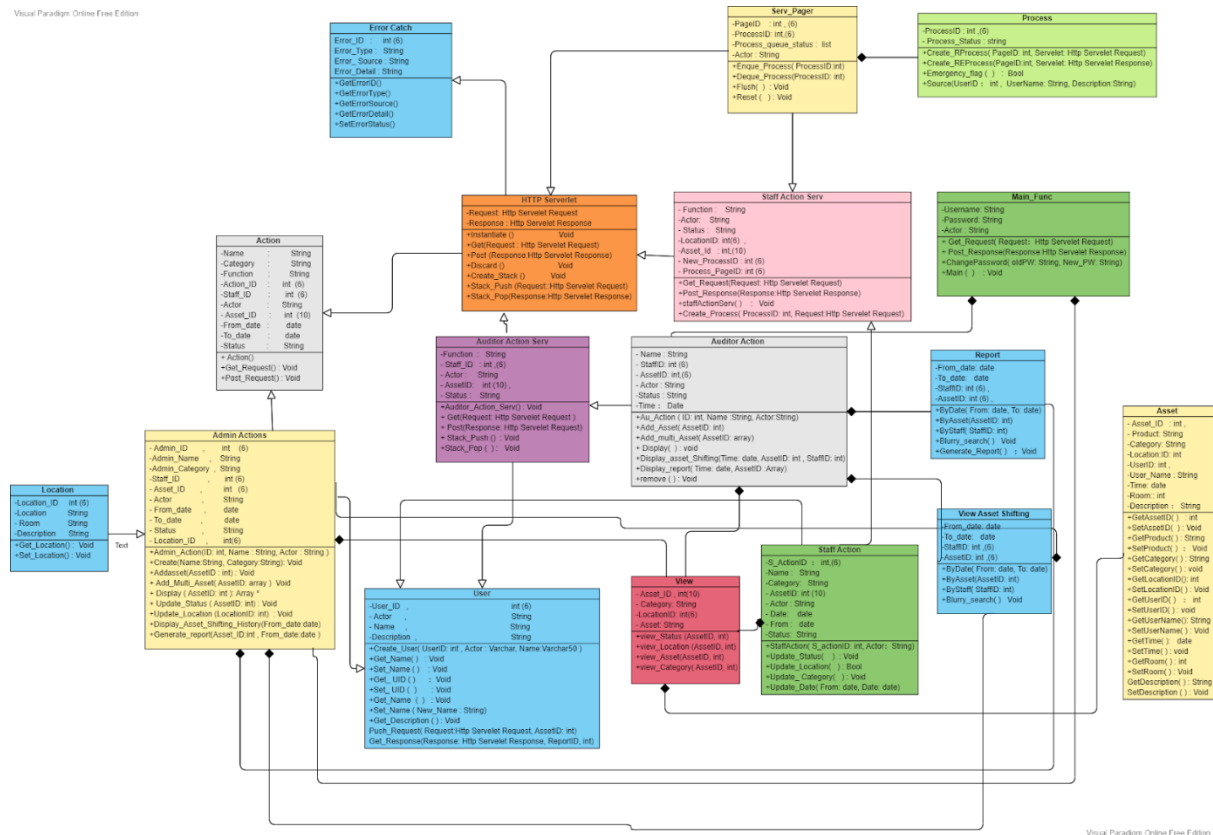 Visual Paradigm Online Free Edition
Error Catch
Error_ID : int (6)
Error_Type : String
Error_ Source : String
Error_Detail : String
+GetErrorID()
+GetErrorType()
+GetErrorSource()
+GetErrorDetail()
+SetErrorStatus()
Serv_Pager
-PageID : int , (6)
-ProcessID: int,(6)
-Process_queue_status : list
-Actor : String
+Enque_Process( ProcessID:int)
+Deque_Process(ProcessID:int)
+Flush( ) : Void
+Reset ( ) : Void
Process
-ProcessID : int ,(6)
- Process_Status : string
+Create_RProcess( PageID: int, Servelet: Http Servelet Request)
+Create_REProcess(PageID:int, Servelet: Http Servelet Response)
+Emergency_flag ( ) : Bool
+Source(UserID : int , UserName: String, Description:String)
HTTP Serverlet
-Request: Http Servelet Request
-Response : Http Servelet Response
+Instantiate () Void
+Get(Request : Http Servelet Request)
+Post (Response:Http Servelet Response)
+Discard () Void
+Create_Stack () Void
+Stack_Push (Request: Http Servelet Request)
+Stack_Pop(Response:Http Servelet Response)
Staff Action Serv
- Function : String
-Actor: String
- Status : String
-LocationID: int(6) ,
-Asset_Id : int,(10)
- New_ProcessID : int (6)
- Process_PageID: int (6)
+Get_Request(Request: Http Servelet Request)
+Post_Response(Response:Http Servelet Response)
+staffActionServ( ) : Void
+Create_Process( ProcessID: int, Request:Http Servelet Request)
Main_Func
-Username: String
-Password: String
-Actor : String
+ Get_Request( Request: Http Servelet Request)
+ Post_Response(Response:Http Servelet Response)
+ChangePassword( oldPW: String, New_PW: String)
+Main ( ) : Void
Action
-Name : String
-Category : String
-Function : String
-Action_ID : int (6)
-Staff_ID : int (6)
-Actor : String
- Asset_ID : int (10)
-From_date : date
-To_date : date
-Status : String
+ Action()
+Get_Request() : Void
+Post_Request() : Void
Auditor Action Serv
-Function : String
- Staff_ID : int ,(6)
- Actor : String
- AssetID: int (10) ,
- Status : String
+Auditor_Action_Serv() : Void
+ Get(Request: Http Servelet Request )
+ Post(Response: Http Servelet Request)
+ Stack_Push () : Void
+Stack_Pop ( ) : Void
Auditor Action
- Name : String
- StaffID: int (6)
- AssetID: int,(6)
- Actor : String
-Status : String
-Time : Date
+Au_Action ( ID: int, Name :String, Actor:String)
+Add_Asset(AssetID: int)
+Add_multi_Asset(AssetID: array)
+ Display( ) : void
+Display_asset_Shifting(Time: date, AssetID: int , StaffID: int)
+Display_report( Time: date, AssetID :Array)
+remove ( ) : Void
Report
-From_date: date
-To_date: date
-StaffID: int (6) ,
-AssetID: int (6) ,
+ByDate( From: date, To: date)
+ByAsset(AssetID: int)
+ByStaff( StaffID: int)
+Blurry_search() Void
+Generate_Report() : Void
Asset
- Asset_ID : int ,
- Product: String
-Category: String
-Location:ID: int
-UserID: int ,
-User_Name : String
-Time: date
-Room: : int
-Description : String
+GetAssetID( ) : int
+SetAssetID( ) : Void
+GetProduct( ) : String
+SetProduct( ) : Void
+GetCategory( ) : String
+SetCategory( ) : void
+GetLocationID(): int
+SetLocationID( ) : Void
+GetUserID( ) : int
+SetUserID( ) : void
+GetUserName(): String
+SetUserName( ) : Void
+GetTime( ) : date
+SetTime( ) : void
+GetRoom( ) : int
+SetRoom( ) : Void
GetDescription( ) : String
SetDescription ( ) : Void
Admin Actions
- Admin_ID , int (6)
-Admin_Name , String
-Admin_Category , String
-Staff_ID , int (6)
- Asset_ID , int (6)
- Actor , String
- From_date , date
- To_date , date
- Status , String
- Location_ID , int(6)
+Admin_Action(ID: int, Name : String, Actor : String )
+Create(Name:String, Category:String): Void
+Addasset(AssetID : int) : Void
+ Add_Multi_Asset( AssetID: array ) Void
+ Display ( AssetID: int ): Array *
+ Update_Status ( AssetID: int) : Void
+Update_Location (LocationID: int) : Void
+Display_Asset_Shifting_History(From_date:date)
+Generate_report(Asset_ID:int , From_date:date )
Location
-Location_ID int (6)
-Location String
- Room String
-Description String
+Get_Location() : Void
+Set_Location() : Void
Text
View Asset Shifting
-From_date: date
-To_date: date
-StaffID: int ,(6)
-AssetID: int ,(6)
+ByDate( From: date, To: date)
+ByAsset(AssetID: int)
+ByStaff( StaffID: int)
+Blurry_search( ) Void
Staff Action
-S_ActionID : int,(6)
-Name : String
-Category: String
- AssetID: int (10)
- Actor : String
- Date: date
- From : date
-Status: String
+StaffAction( S_actionID: int, Actor: String)
+Update_Status( ) : Void
+Update_Location( ) : Bool
+Update_ Category( ) : Void
+Update_Date( From: date, Date: date)
View
- Asset_ID , int(10)
- Category: String
-LocationID: int(6)
- Asset: String
+view_Status (AssetID, int)
+view_Location (AssetID, int)
+view_Asset(AssetID, int)
+view_Category( AssetID, int)
User
-User_ID , int (6)
-Actor , String
- Name , String
-Description , String
+Create_User( UserID: int , Actor : Varchar, Name:Varchar50 )
+Get_Name( ) : Void
+Set_Name ( ) : Void
+Get_ UID ( ) : Void
+Set_ UID ( ) : Void
+Get_Name ( ) : Void
+Set_Name ( New_Name : String)
+Get_Description ( ) : Void
Push_Request( Request:Http Servelet Request, AssetID: int)
Get_Response(Response: Http Servelet Response, ReportID, int)
Visual Paradigm Online Free Edition